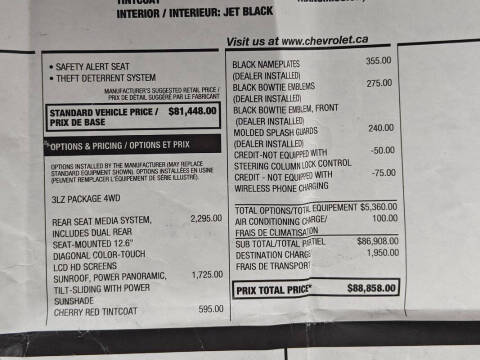 TINTCOAT
INTERIOR / INTERIEUR: JET BLACK
• SAFETY ALERT SEAT
• THEFT DETERRENT SYSTEM
MANUFACTURER'S SUGGESTED RETAIL PRICE /
PRIX DE DÉTAIL SUGGÉRÉ PAR LE FABRICANT
STANDARD VEHICLE PRICE / $81,448.00
PRIX DE BASE
OPTIONS & PRICING / OPTIONS ET PRIX
OPTIONS INSTALLED BY THE MANUFACTURER (MAY REPLACE
STANDARD EQUIPMENT SHOWN). OPTIONS INSTALLÉES EN USINE
(PEUVENT REMPLACER L'ÉQUIPEMENT DE SÉRIE ILLUSTRÉ).
3LZ PACKAGE 4WD
REAR SEAT MEDIA SYSTEM, 2,295.00
INCLUDES DUAL REAR
SEAT-MOUNTED 12.6"
DIAGONAL COLOR-TOUCH
LCD HD SCREENS
SUNROOF, POWER PANORAMIC, 1,725.00
TILT-SLIDING WITH POWER
SUNSHADE
CHERRY RED TINTCOAT 595.00
Visit us at www.chevrolet.ca
BLACK NAMEPLATES 355.00
(DEALER INSTALLED)
BLACK BOWTIE EMBLEMS 275.00
(DEALER INSTALLED)
BLACK BOWTIE EMBLEM, FRONT
(DEALER INSTALLED)
MOLDED SPLASH GUARDS 240.00
(DEALER INSTALLED)
CREDIT-NOT EQUIPPED WITH -50.00
STEERING COLUMN LOCK CONTROL
CREDIT - NOT EQUIPPED WITH -75.00
WIRELESS PHONE CHARGING
TOTAL OPTIONS/TOTAL EQUIPEMENT $5,360.00
AIR CONDITIONING CHARGE/ 100.00
FRAIS DE CLIMATISATON
SUB TOTAL/TOTAL PARTIEL $86,908.00
DESTINATION CHARGE 1,950.00
FRAIS DE TRANSPORT
PRIX TOTAL PRICE* $88,858.00